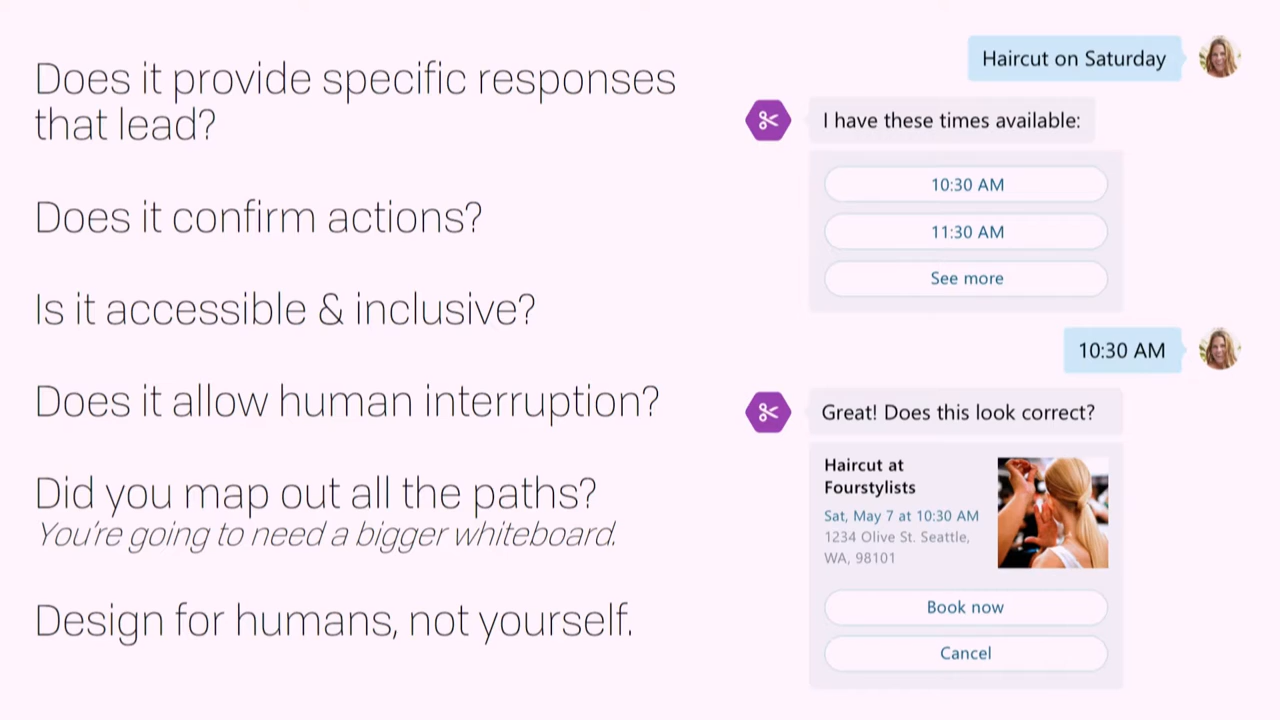 Does it provide specific responses
that lead?
Does it confirm actions?
Is it accessible & inclusive?
Does it allow human interruption?
Did you map out all the paths?
You're going to need a bigger whiteboard.
Design for humans, not yourself.
Haircut on Saturday
I have these times available:
10:30 AM
11:30 AM
See more
10:30 AM
Great! Does this look correct?
Haircut at
Fourstylists
Sat, May 7 at 10:30 AM
1234 Olive St. Seattle,
WA, 98101
Book now
Cancel